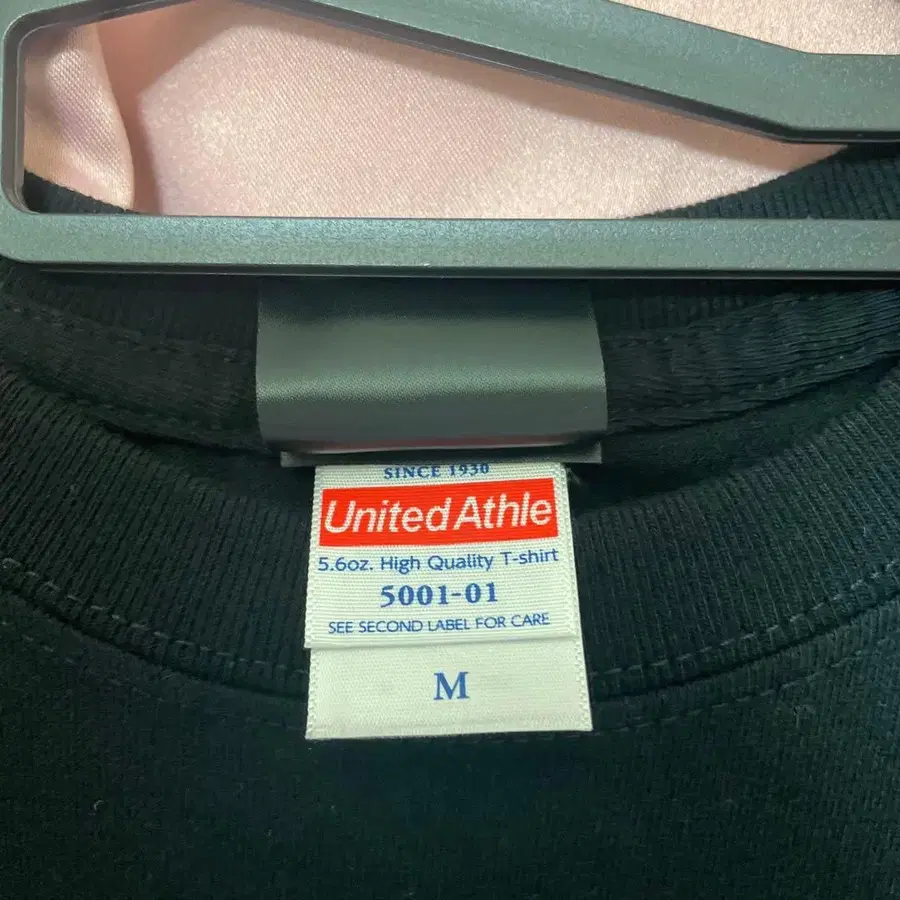 SINCE 1930
United Athle
5.6oz. High Quality T-shirt
5001-01
SEE SECOND LABEL FOR CARE
M